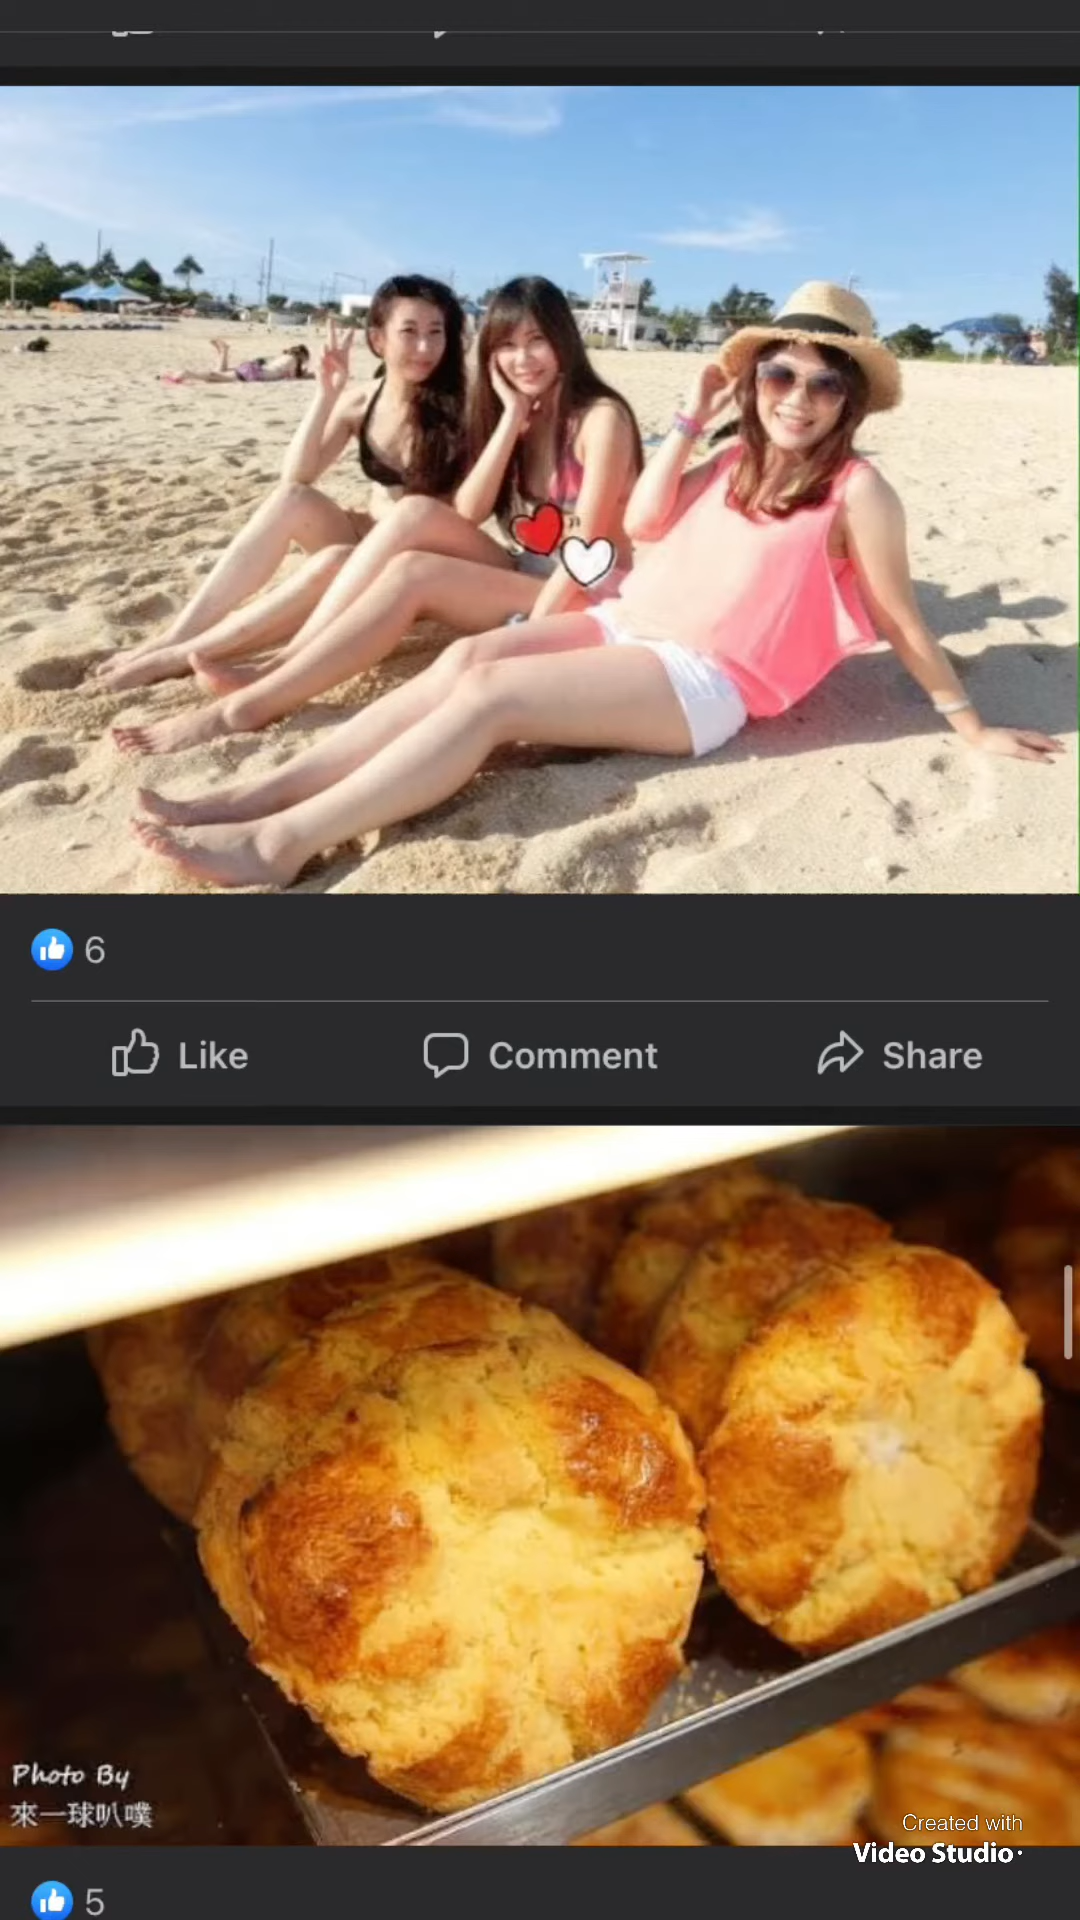 6
Like
Comment
Share
Photo By
來一球叭噗
Created with
Video Studio
5